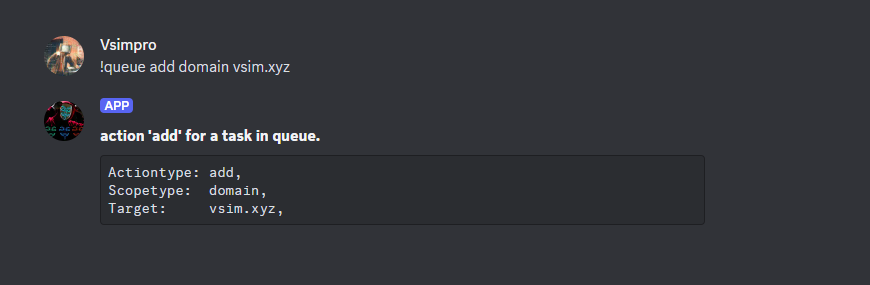 Vsimpro
!queue add domain vsim.xyz
APP
action 'add' for a task in queue.
Actiontype: add,
Scopetype:  domain,
Target:     vsim.xyz,